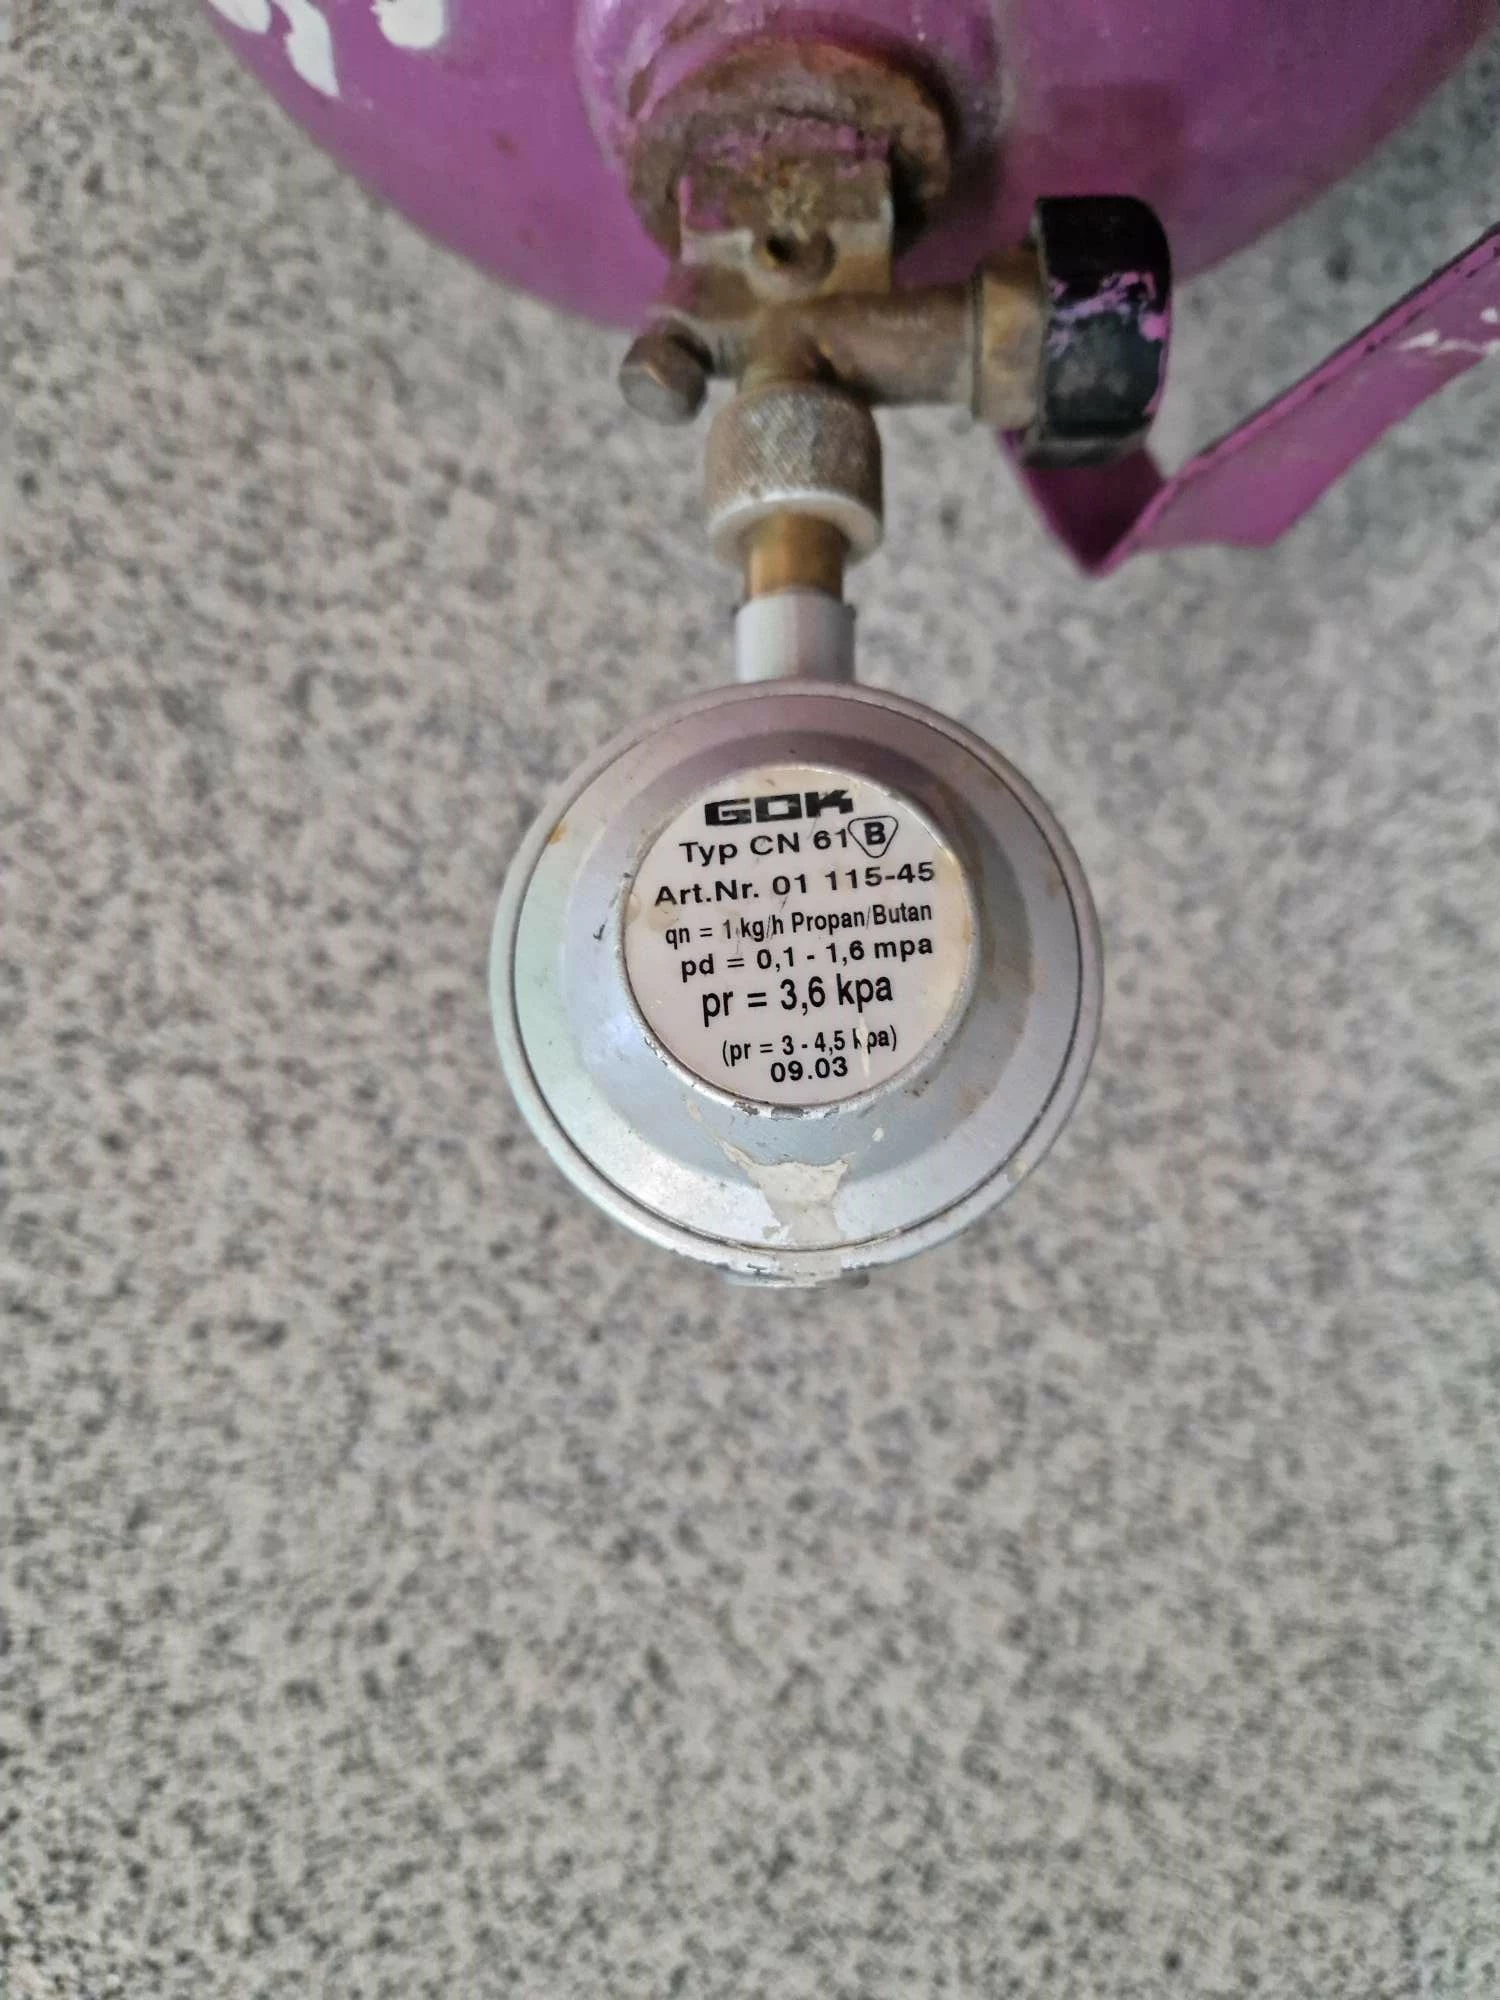 GOK
Typ CN 61 B
Art.Nr. 01 115-45
qn = 1 kg/h Propan/Butan
pd = 0,1 - 1,6 mpa
pr = 3,6 kpa
(pr = 3 - 4,5 kpa)
09.03